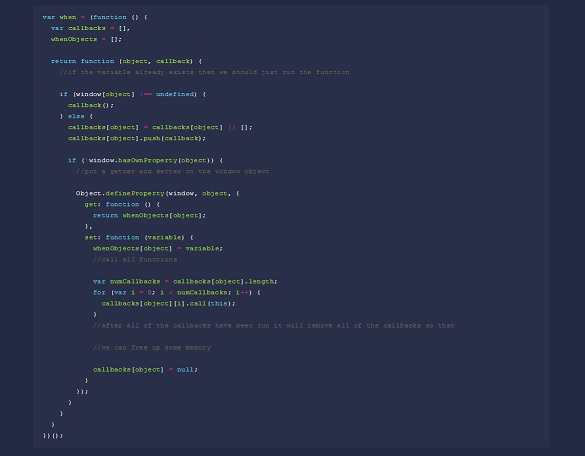 var when = (function () {
var callbacks = [],
whenObjects = [];
return function (object, callback) {
//if the variable already exists then we should just run the function
if (window[object] !== undefined) {
callback();
} else {
callbacks[object] = callbacks[object] || [];
callbacks[object].push(callback);
if (!window.hasOwnProperty(object)) {
//put a getter and setter on the window object
Object.defineProperty(window, object, {
get: function () {
return whenObjects[object];
},
set: function (variable) {
whenObjects[object] = variable;
//call all functions
var numCallbacks = callbacks[object].length;
for (var i = 0; i < numCallbacks; i++) {
callbacks[object][i].call(this);
}
//after all of the callbacks have been run it will remove all of the callbacks so that
//we can free up some memory
callbacks[object] = null;
}
});
}
}
}
})();